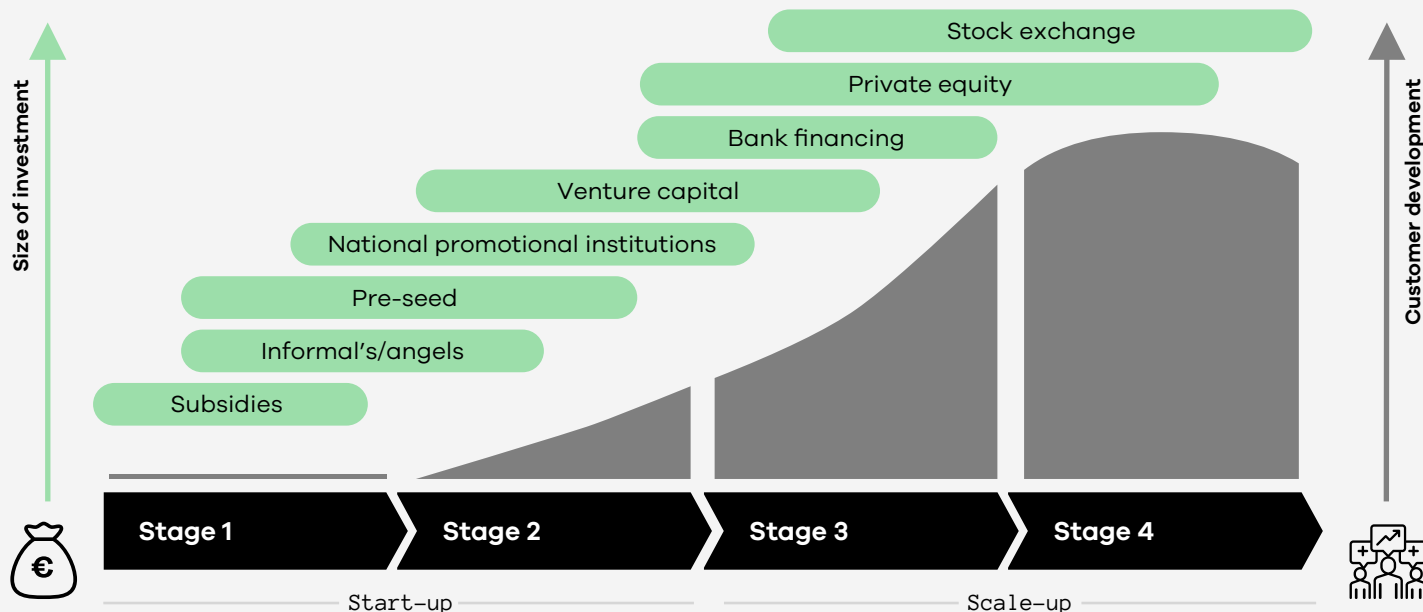 Stock exchange
Private equity
Bank financing
Venture capital
National promotional institutions
Pre-seed
Informal's/angels
Subsidies
Size of investment
Customer development
€
Stage 1
Stage 2
Stage 3
Stage 4
Start-up
Scale-up